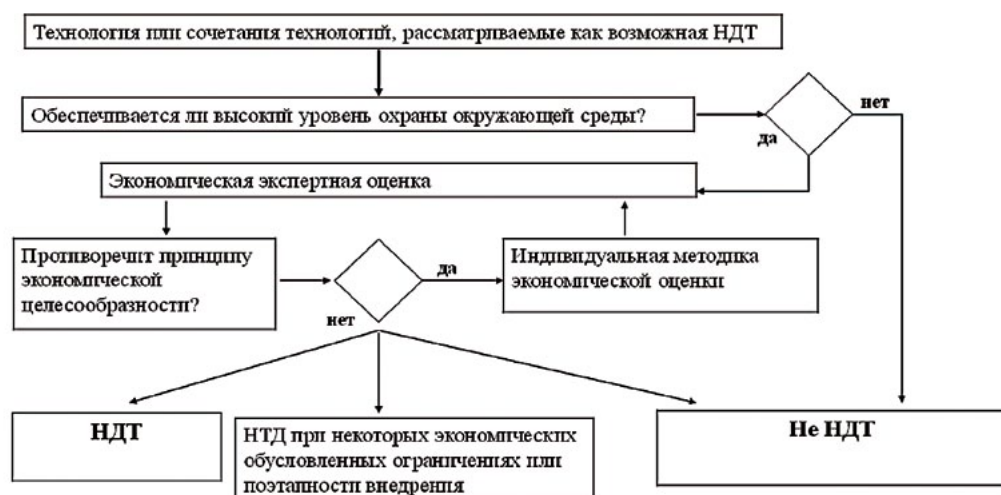 Технология или сочетания технологий, рассматриваемые как возможная НДТ
Обеспечивается ли высокий уровень охраны окружающей среды?
нет
да
Экономическая экспертная оценка
Противоречит принципу
экономической
целесообразности?
да
Индивидуальная методика
экономической оценки
нет
НДТ
НТД при некоторых экономических
обусловленных ограничениях или
поэтапности внедрения
Не НДТ